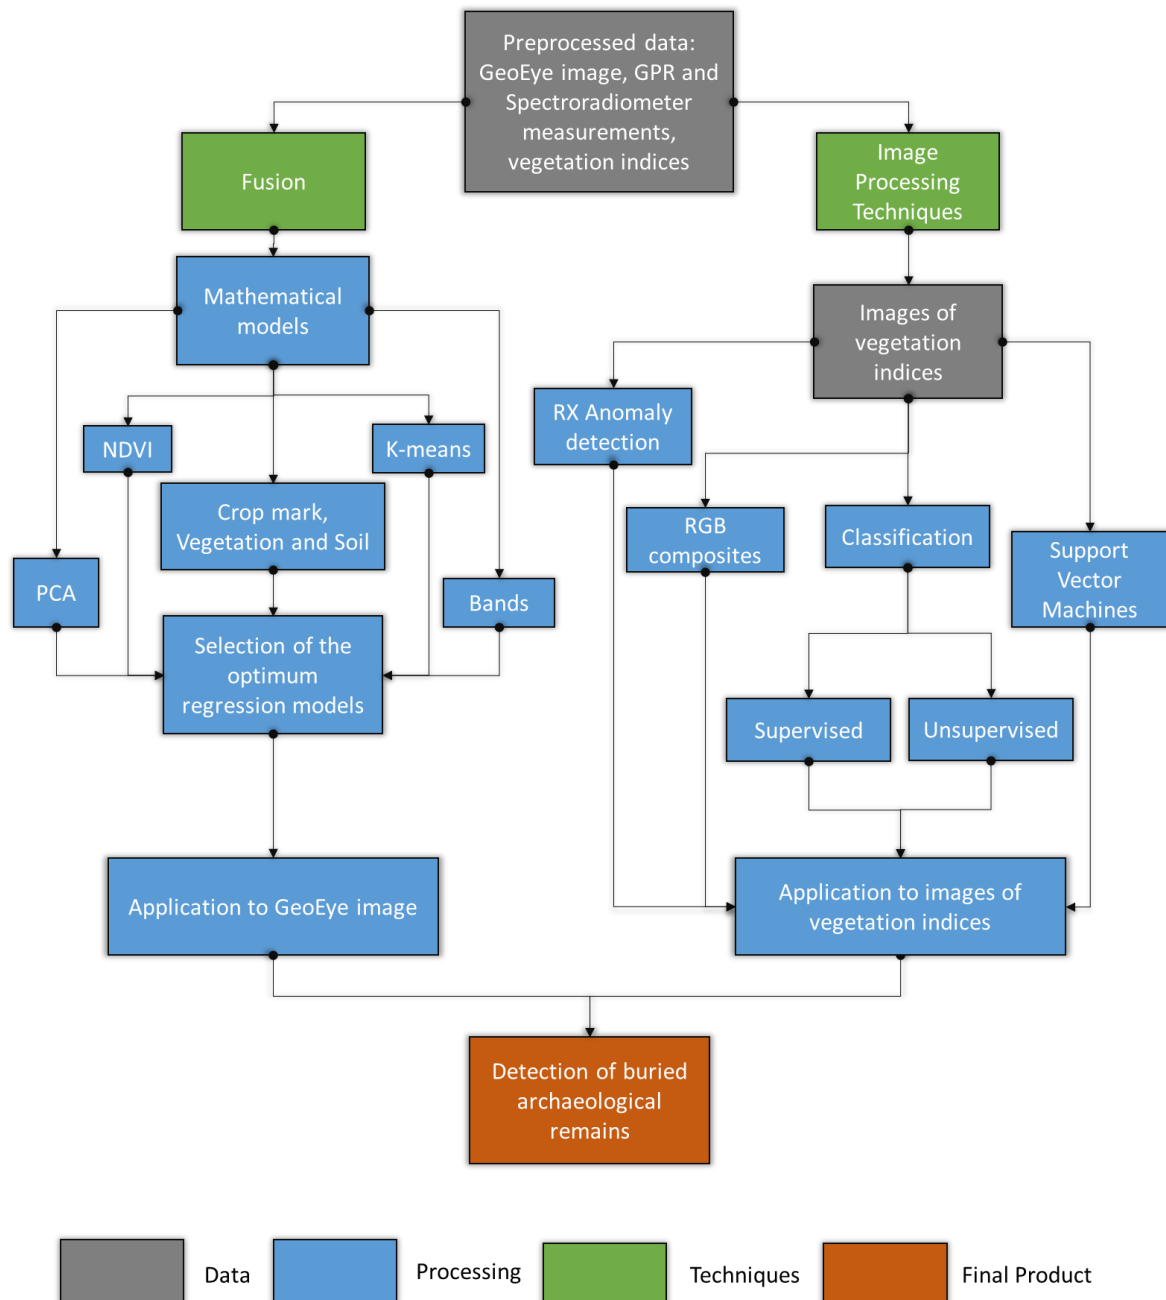 Preprocessed data:
GeoEye image, GPR and
Spectroradiometer
measurements,
vegetation indices
Fusion
Image
Processing
Techniques
Mathematical
models
Images of
vegetation
indices
RX Anomaly
detection
NDVI
K-means
Crop mark,
Vegetation and Soil
RGB
composites
Classification
Support
Vector
Machines
PCA
Bands
Selection of the
optimum
regression models
Supervised
Unsupervised
Application to GeoEye image
Application to images of
vegetation indices
Detection of buried
archaeological
remains
Data
Processing
Techniques
Final Product